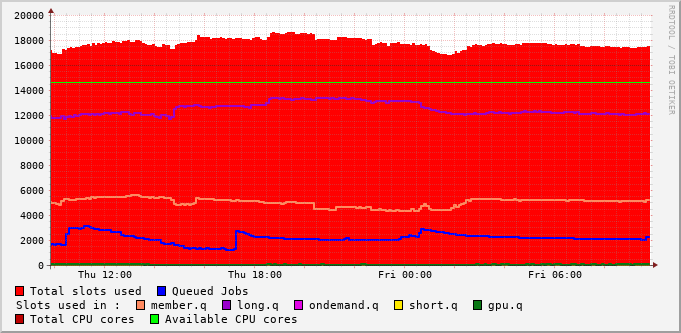 20000
18000
16000
14000
12000
10000
8000
6000
4000
2000
0
Thu 12:00 Thu 18:00 Fri 00:00 Fri 06:00
Total slots used Queued Jobs
Slots used in : member.q long.q ondemand.q short.q gpu.q
Total CPU cores Available CPU cores
RRDTOOL / TOBI OETIKER